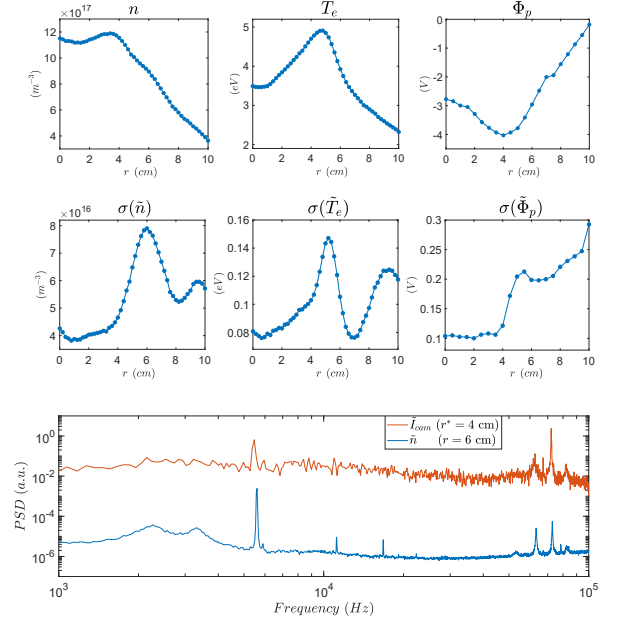 n
T_e
Φ_p
×10^17
12
10
8
6
4
(m^-3)
0 2 4 6 8 10
r (cm)
5
4
3
2
(eV)
0 2 4 6 8 10
r (cm)
0
-1
-2
-3
-4
(V)
0 2 4 6 8 10
r (cm)
σ(ñ)
σ(T̃_e)
σ(Φ̃_p)
×10^16
8
7
6
5
4
(m^-3)
0 2 4 6 8 10
r (cm)
0.16
0.14
0.12
0.1
0.08
(eV)
0 2 4 6 8 10
r (cm)
0.3
0.25
0.2
0.15
0.1
(V)
0 2 4 6 8 10
r (cm)
Ĩ_cam (r* = 4 cm)
ñ (r = 6 cm)
10^0
10^-2
10^-4
10^-6
PSD (a.u.)
10^3 10^4 10^5
Frequency (Hz)